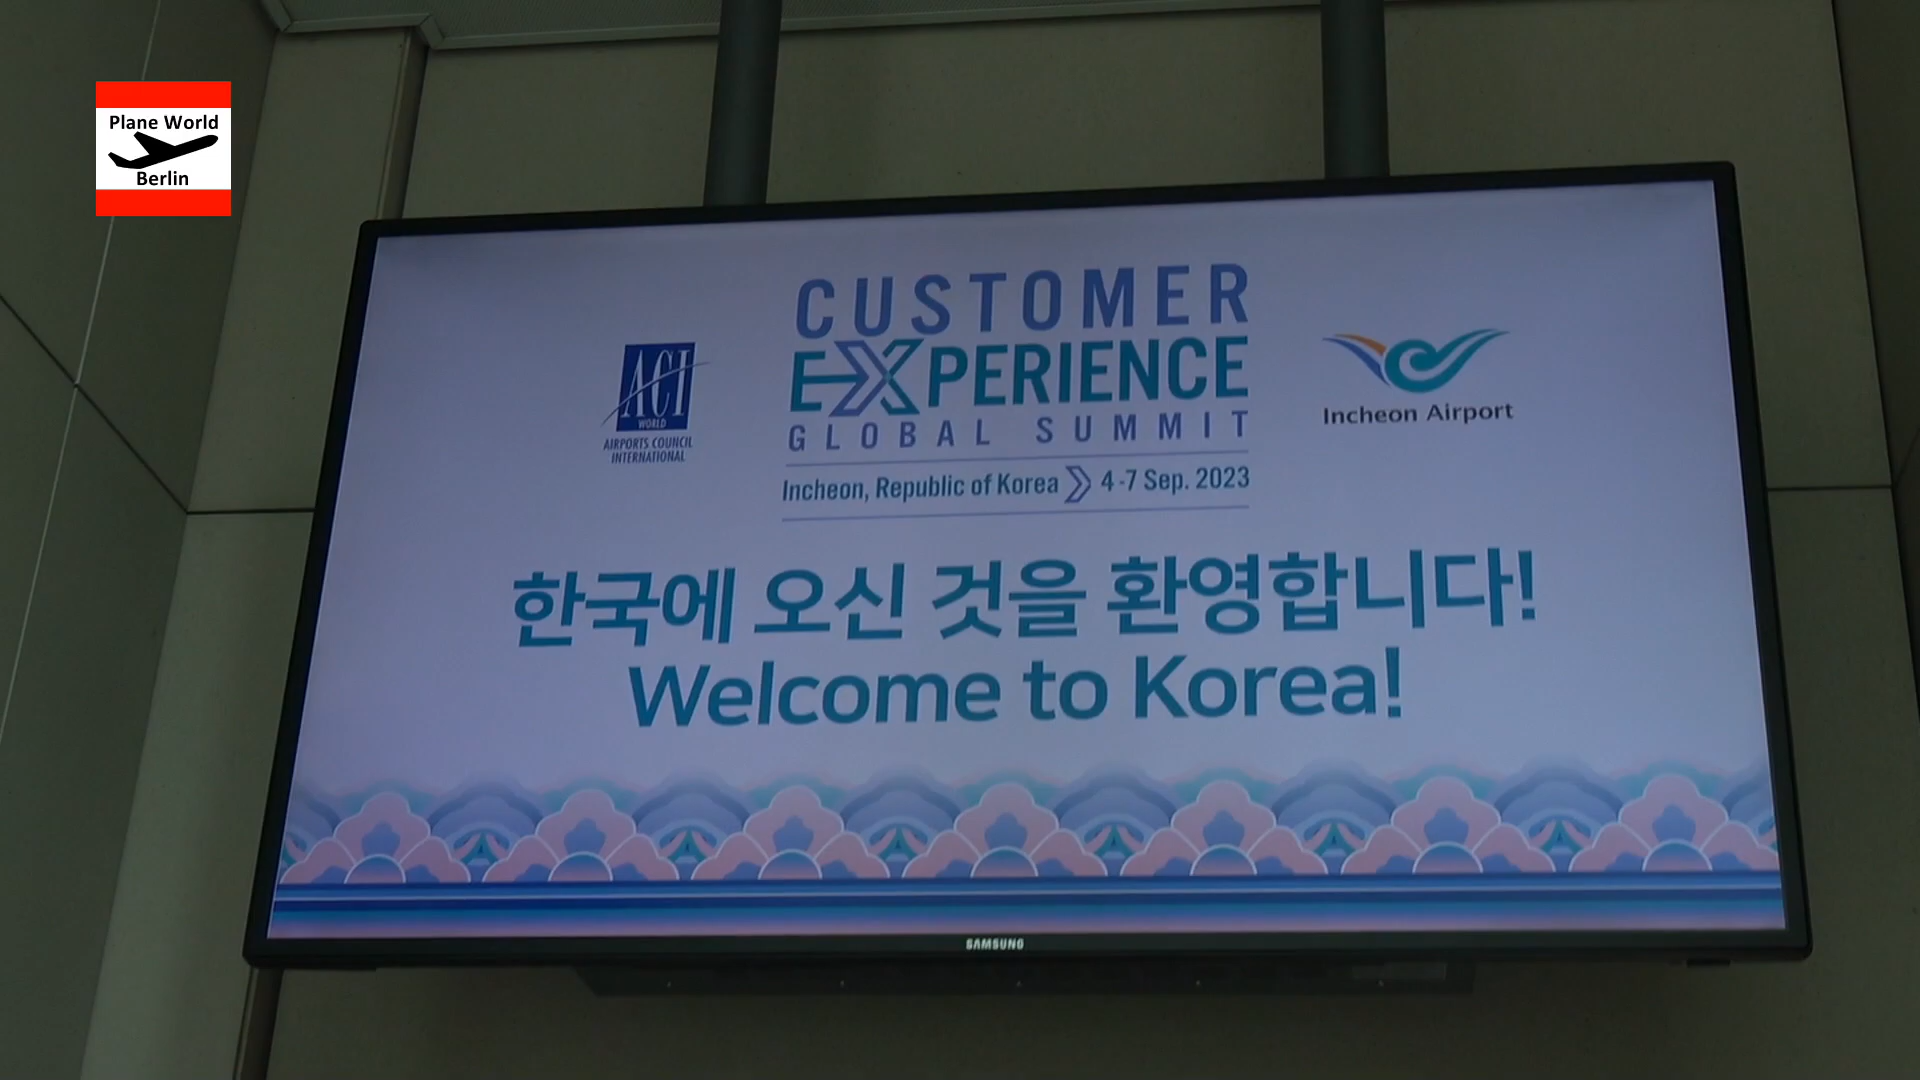 Plane World
Berlin
CUSTOMER
EXPERIENCE
GLOBAL SUMMIT
Incheon, Republic of Korea 4-7 Sep. 2023
ACI
WORLD
AIRPORTS COUNCIL
INTERNATIONAL
Incheon Airport
한국에 오신 것을 환영합니다!
Welcome to Korea!
SAMSUNG